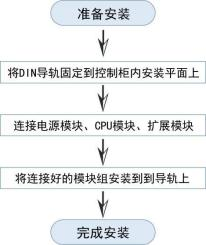 准备安装
将DIN导轨固定到控制柜内安装平面上
连接电源模块、CPU模块、扩展模块
将连接好的模块组安装到到导轨上
完成安装